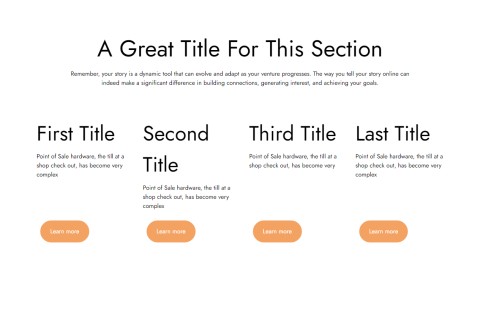 A Great Title For This Section
Remember, your story is a dynamic tool that can evolve and adapt as your venture progresses. The way you tell your story online can
indeed make a significant difference in building connections, generating interest, and achieving your goals.
First Title
Point of Sale hardware, the till at a
shop check out, has become very
complex
Learn more
Second
Title
Point of Sale hardware, the till at a
shop check out, has become very
complex
Learn more
Third Title
Point of Sale hardware, the till at a
shop check out, has become very
Learn more
Last Title
Point of Sale hardware, the till at a
shop check out, has become very
complex
Learn more